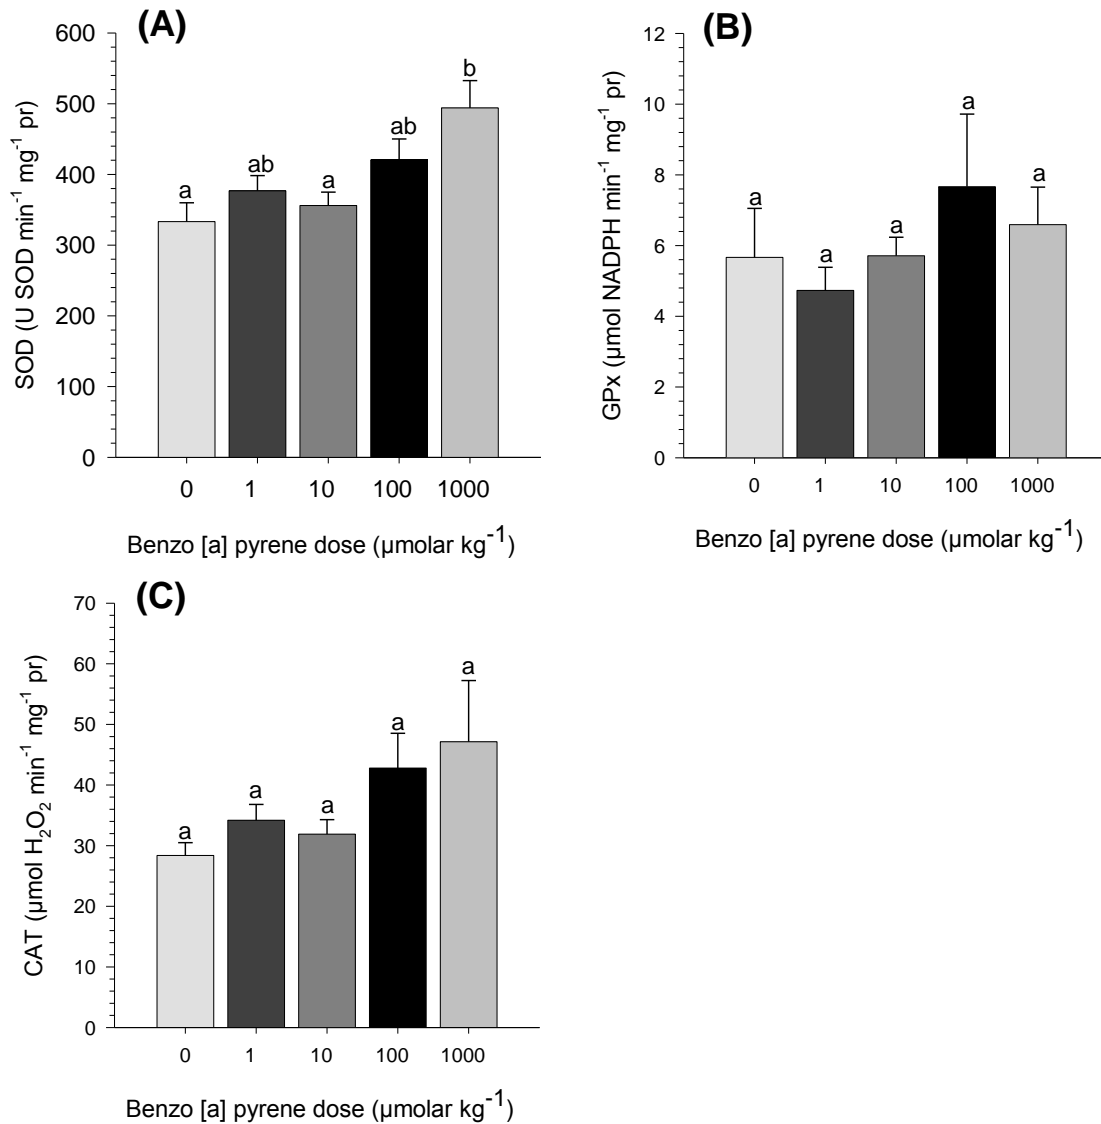 (A)
600
500
400
300
200
100
0
SOD (U SOD min⁻¹ mg⁻¹ pr)
a
ab
a
ab
b
0 1 10 100 1000
Benzo [a] pyrene dose (µmolar kg⁻¹)
(B)
12
10
8
6
4
2
0
GPx (µmol NADPH min⁻¹ mg⁻¹ pr)
a
a
a
a
a
0 1 10 100 1000
Benzo [a] pyrene dose (µmolar kg⁻¹)
(C)
70
60
50
40
30
20
10
0
CAT (µmol H₂O₂ min⁻¹ mg⁻¹ pr)
a
a
a
a
a
0 1 10 100 1000
Benzo [a] pyrene dose (µmolar kg⁻¹)